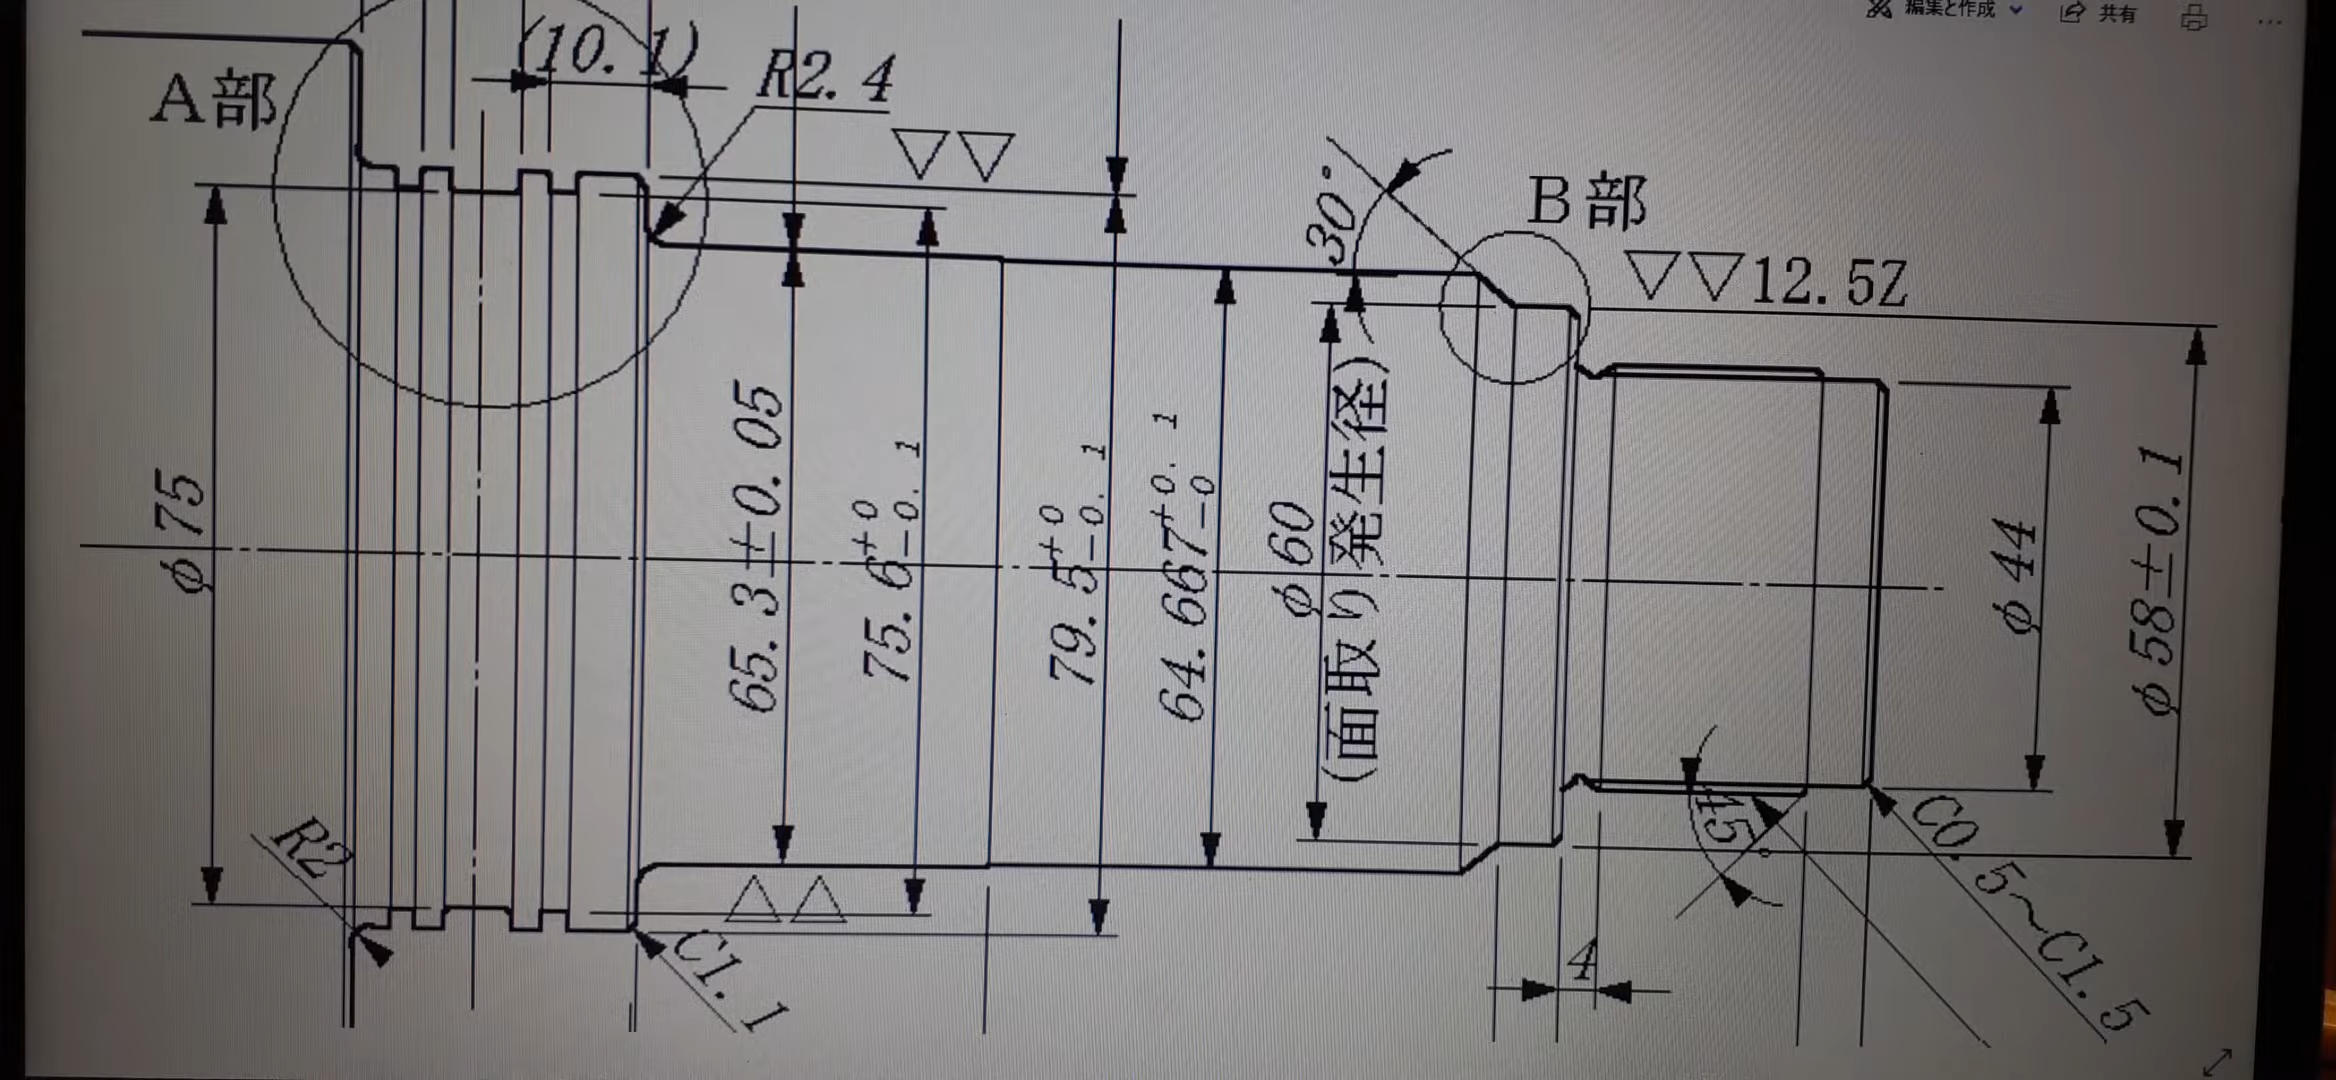 編集と作成
共有
(10.1)
R2.4
A部
▽▽
30°
B部
▽▽12.5Z
φ75
65.3±0.05
75.6+0-0.1
79.5+0-0.1
64.667+0.1-0
φ60
(面取り発生径)
φ44
φ58±0.1
R2
△△
C1.1
45°
4
C0.5~C1.5